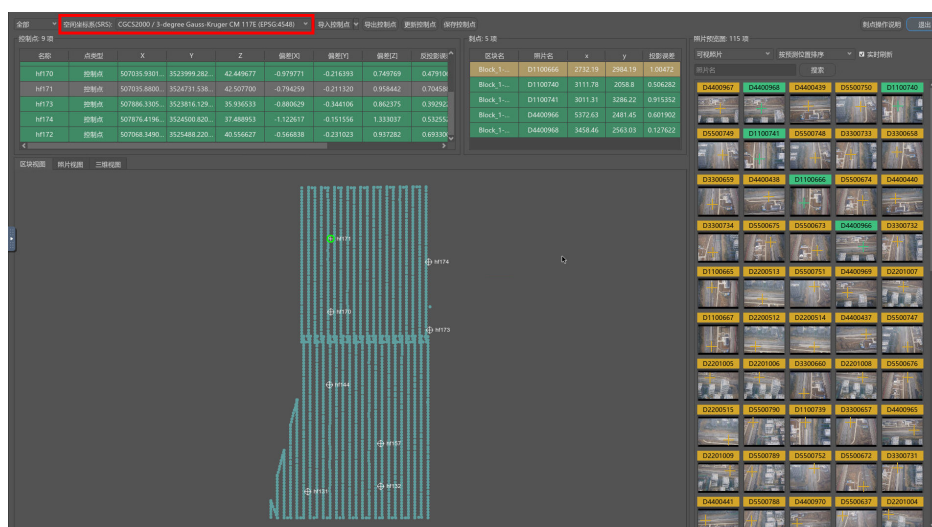 全部 空间坐标系(SRS): CGCS2000 / 3-degree Gauss-Kruger CM 117E (EPSG:4548) 导入控制点 导出控制点 更新控制点 保存控制点 刺点操作说明 退出
控制点: 9 项
名称 点类型 X Y Z 偏差[X] 偏差[Y] 偏差[Z] 反投影误
hf170 控制点 507035.9301... 3523999.282... 42.449677 -0.979771 -0.216393 0.749769 0.47910
hf171 控制点 507035.8800... 3524731.538... 42.507700 -0.794259 -0.211320 0.958442 0.70458
hf173 控制点 507886.3305... 3523816.129... 35.936533 -0.880629 -0.344106 0.862375 0.39292
hf174 控制点 507876.4196... 3524500.820... 37.488953 -1.122617 -0.151556 1.333037 0.53255
hf172 控制点 507068.3490... 3525488.220... 40.556627 -0.566838 -0.231023 0.937282 0.69330
刺点: 5 项
区块名 照片名 x y 投影误差
Block_1-... D1100666 2732.19 2984.19 1.00472
Block_1-... D1100740 3111.78 2058.8 0.506282
Block_1-... D1100741 3011.31 3286.22 0.915352
Block_1-... D4400966 5372.63 2481.45 0.601902
Block_1-... D4400968 3458.46 2563.03 0.127622
照片预览图: 115 项
可视照片 按预测位置排序 实时刷新
照片名 搜索
D4400967 D4400968 D4400439 D5500750 D1100740
D5500749 D1100741 D5500748 D3300733 D3300658
D3300659 D4400438 D1100666 D5500674 D4400440
D3300734 D5500675 D5500673 D4400966 D3300732
D1100665 D2200513 D5500751 D4400969 D2201007
D1100667 D2200512 D2200514 D4400437 D5500747
D2201005 D2201006 D3300660 D2201008 D5500676
D2200515 D5500790 D1100739 D3300657 D4400965
D2201009 D5500789 D5500752 D5500672 D3300731
D4400441 D5500788 D4400970 D5500637 D2201004
区块视图 照片视图 三维视图
hf171
hf174
hf170
hf173
hf144
hf157
hf131
hf132